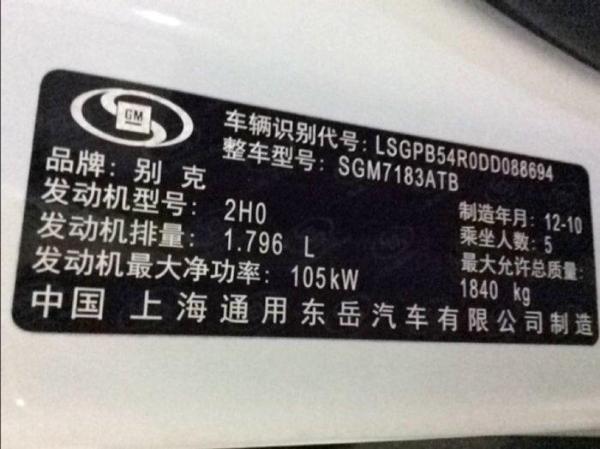 GM
车辆识别代号: LSGPB54R0DD088694
整车型号: SGM7183ATB
品牌: 别克
发动机型号: 2H0
发动机排量: 1.796 L
发动机最大净功率: 105kW
制造年月: 12-10
乘坐人数: 5
最大允许总质量:
1840 kg
中国 上海通用东岳汽车有限公司制造